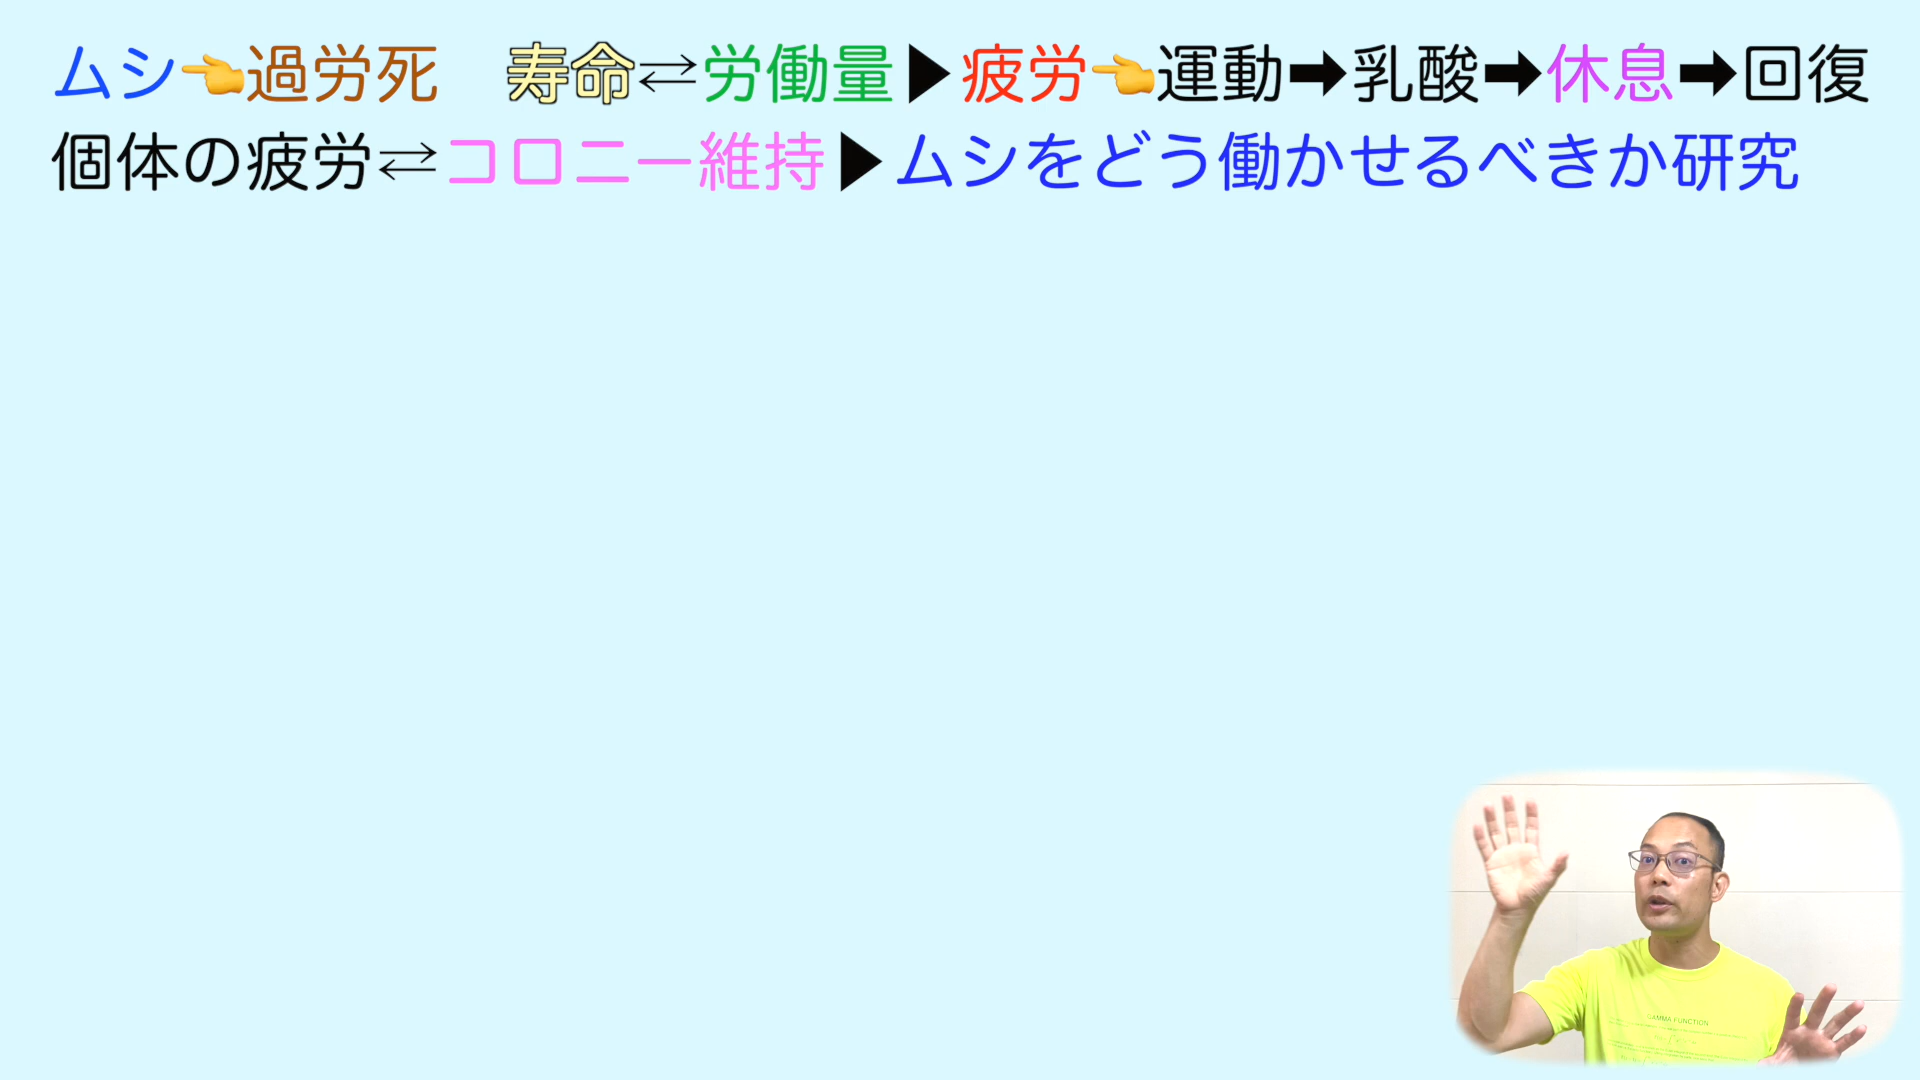 ムシ👈過労死　寿命⇄労働量▶疲労👈運動➡乳酸➡休息➡回復
個体の疲労⇄コロニー維持▶ムシをどう働かせるべきか研究
GAMMA FUNCTION